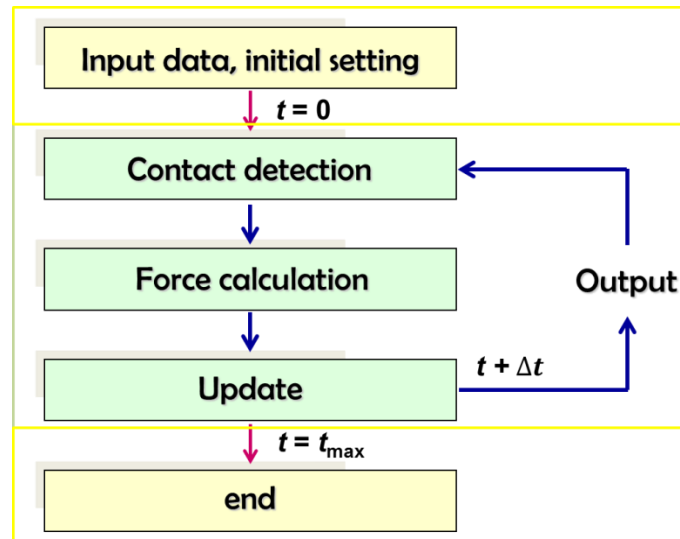 Input data, initial setting
t = 0
Contact detection
Force calculation
Output
Update
t + Δt
t = tmax
end